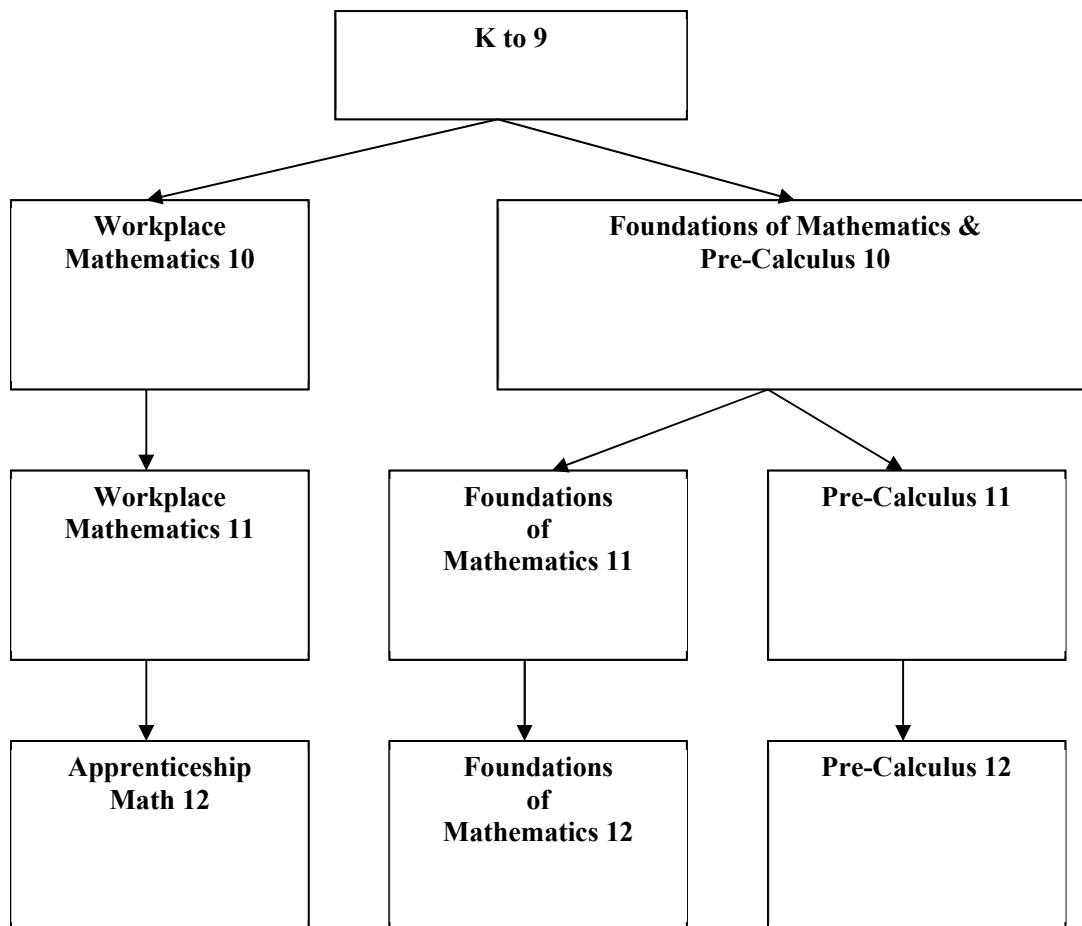 K to 9
Workplace
Mathematics 10
Foundations of Mathematics &
Pre-Calculus 10
Workplace
Mathematics 11
Foundations
of
Mathematics 11
Pre-Calculus 11
Apprenticeship
Math 12
Foundations
of
Mathematics 12
Pre-Calculus 12